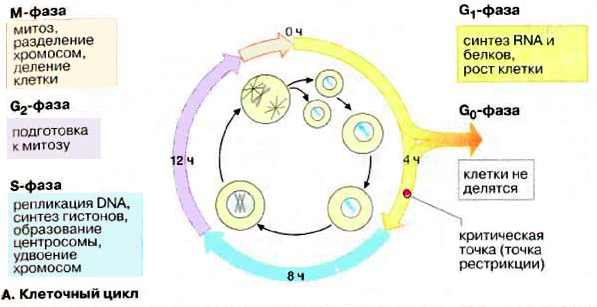 М-фаза
митоз,
разделение
хромосом,
деление
клетки
G2-фаза
подготовка
к митозу
S-фаза
репликация DNA,
синтез гистонов,
образование
центросомы,
удвоение
хромосом
А. Клеточный цикл
0 ч
4 ч
8 ч
12 ч
G1-фаза
синтез RNA и
белков,
рост клетки
G0-фаза
клетки не
делятся
критическая
точка (точка
рестрикции)